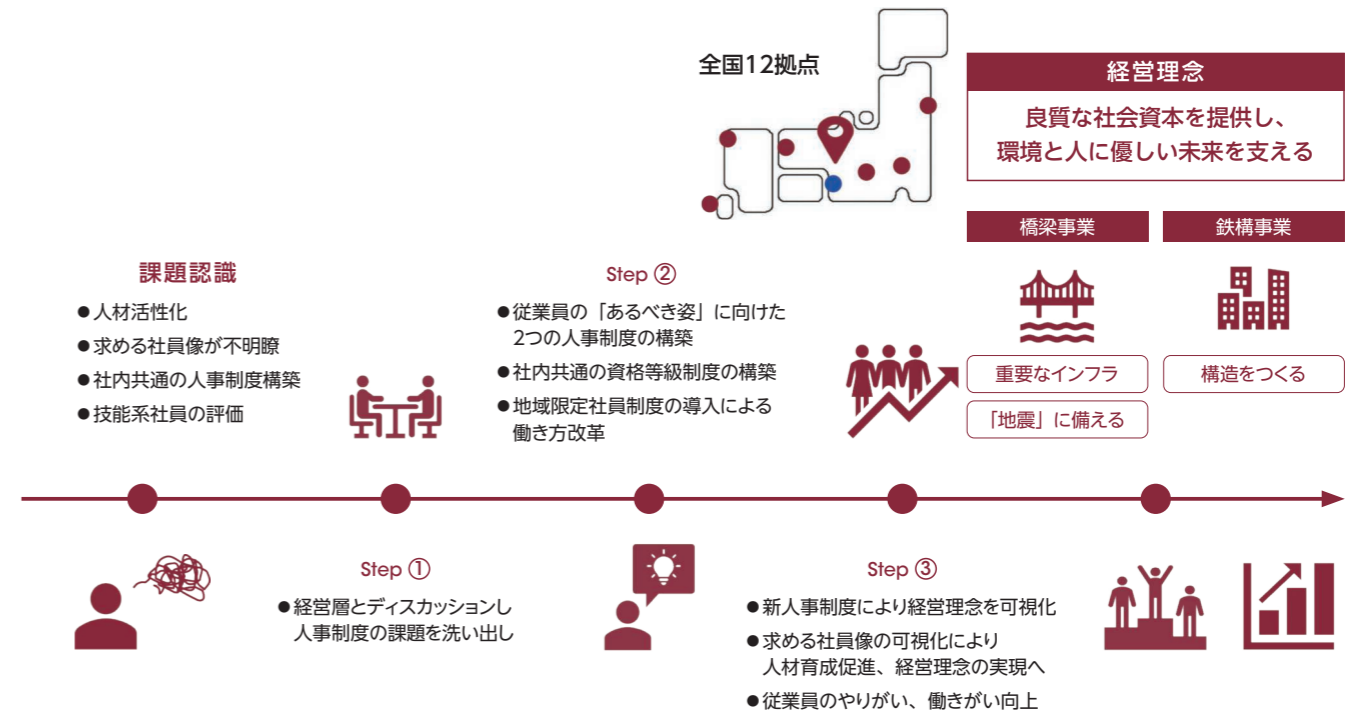 全国12拠点
経営理念
良質な社会資本を提供し、
環境と人に優しい未来を支える
橋梁事業
鉄構事業
重要なインフラ
「地震」に備える
構造をつくる
課題認識
●人材活性化
●求める社員像が不明瞭
●社内共通の人事制度構築
●技能系社員の評価
Step ①
●経営層とディスカッションし
人事制度の課題を洗い出し
Step ②
●従業員の「あるべき姿」に向けた
2つの人事制度の構築
●社内共通の資格等級制度の構築
●地域限定社員制度の導入による
働き方改革
Step ③
●新人事制度により経営理念を可視化
●求める社員像の可視化により
人材育成促進、経営理念の実現へ
●従業員のやりがい、働きがい向上